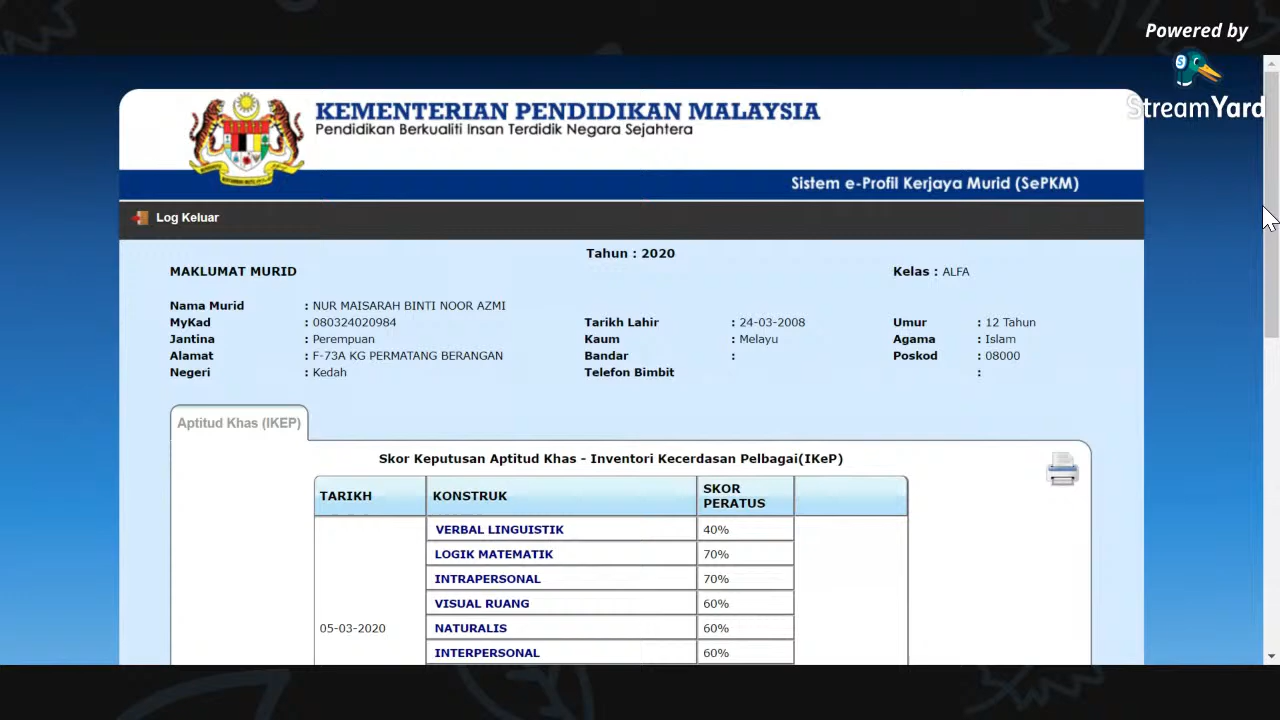 Powered by
StreamYard
KEMENTERIAN PENDIDIKAN MALAYSIA
Pendidikan Berkualiti Insan Terdidik Negara Sejahtera
Sistem e-Profil Kerjaya Murid (SePKM)
Log Keluar
Tahun : 2020
MAKLUMAT MURID Kelas : ALFA
Nama Murid : NUR MAISARAH BINTI NOOR AZMI
MyKad : 080324020984 Tarikh Lahir : 24-03-2008 Umur : 12 Tahun
Jantina : Perempuan Kaum : Melayu Agama : Islam
Alamat : F-73A KG PERMATANG BERANGAN Bandar : Poskod : 08000
Negeri : Kedah Telefon Bimbit :
Aptitud Khas (IKEP)
Skor Keputusan Aptitud Khas - Inventori Kecerdasan Pelbagai(IKeP)
TARIKH KONSTRUK SKOR PERATUS
VERBAL LINGUISTIK 40%
LOGIK MATEMATIK 70%
INTRAPERSONAL 70%
VISUAL RUANG 60%
05-03-2020 NATURALIS 60%
INTERPERSONAL 60%